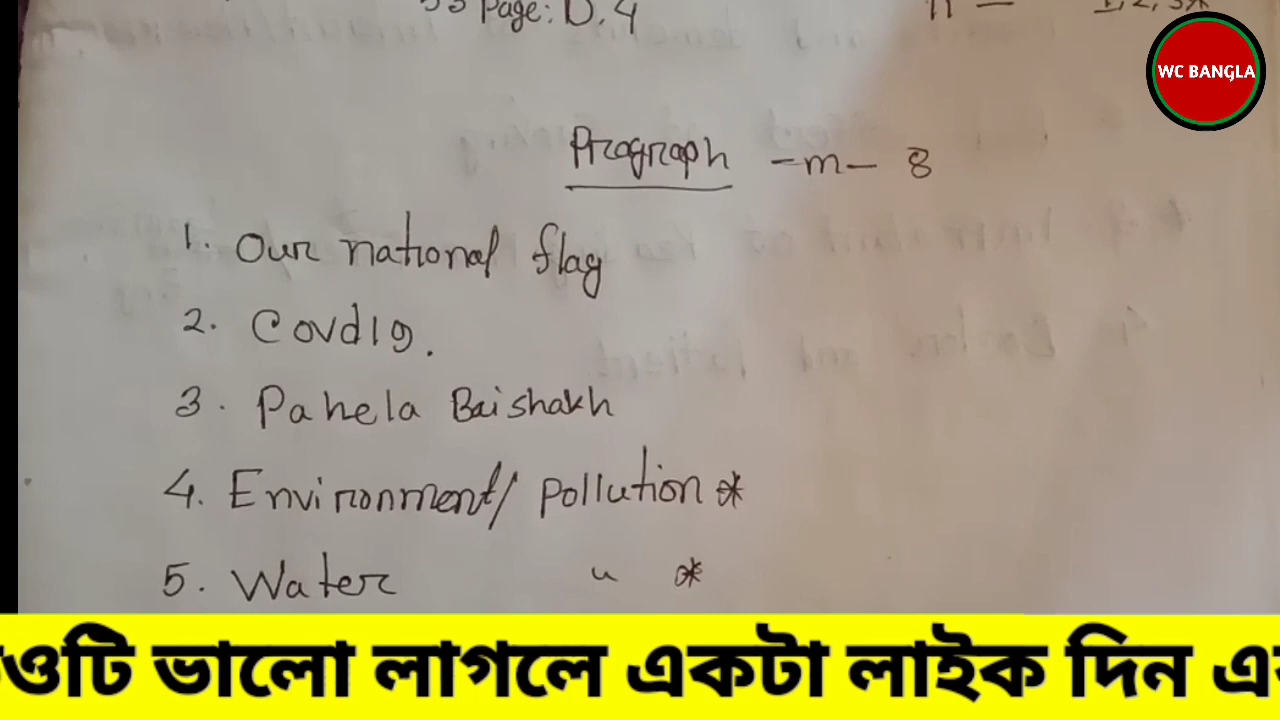 Page: D. 4
WC BANGLA
Pragraph - m - 8
1. Our national flag
2. Covd19.
3. Pahela Baishakh
4. Environment/ pollution *
5. Water " *
ওটি ভালো লাগলে একটা লাইক দিন